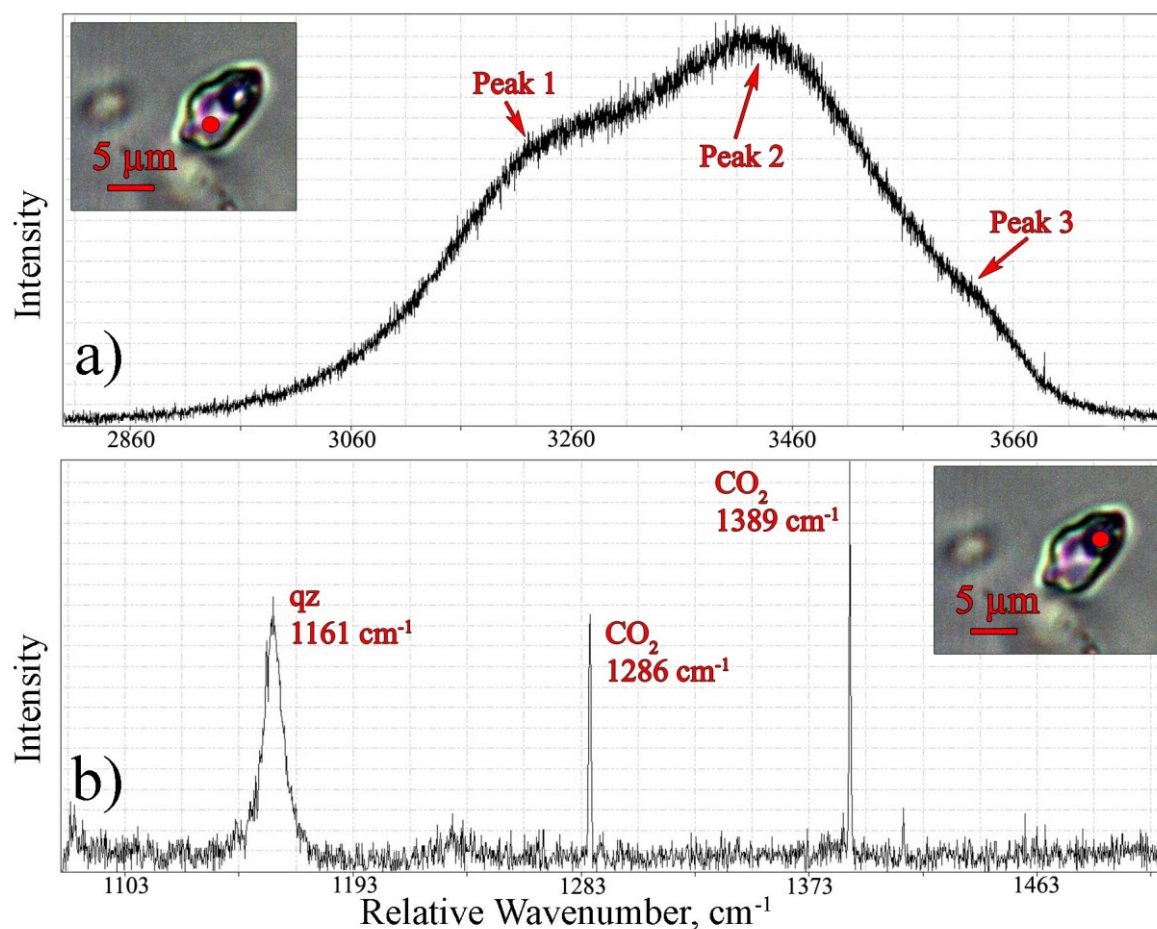 5 μm
Peak 1
Peak 2
Peak 3
Intensity
a)
2860 3060 3260 3460 3660
CO₂
1389 cm⁻¹
qz
1161 cm⁻¹
CO₂
1286 cm⁻¹
5 μm
Intensity
b)
1103 1193 1283 1373 1463
Relative Wavenumber, cm⁻¹